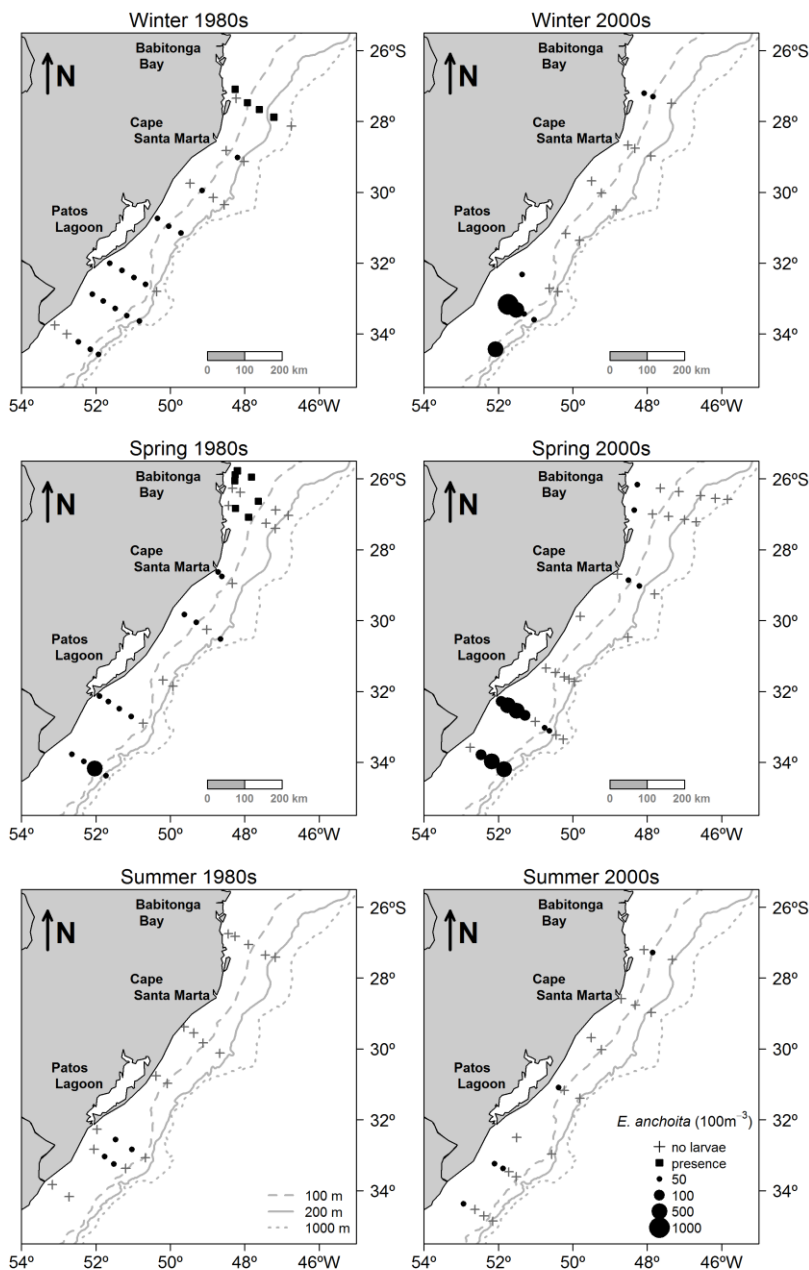 Winter 1980s
Babitonga
Bay
N
Cape
Santa Marta
Patos
Lagoon
0 100 200 km
26ºS
28º
30º
32º
34º
54º 52º 50º 48º 46ºW
Winter 2000s
Babitonga
Bay
N
Cape
Santa Marta
Patos
Lagoon
0 100 200 km
26ºS
28º
30º
32º
34º
54º 52º 50º 48º 46ºW
Spring 1980s
Babitonga
Bay
N
Cape
Santa Marta
Patos
Lagoon
0 100 200 km
26ºS
28º
30º
32º
34º
54º 52º 50º 48º 46ºW
Spring 2000s
Babitonga
Bay
N
Cape
Santa Marta
Patos
Lagoon
0 100 200 km
26ºS
28º
30º
32º
34º
54º 52º 50º 48º 46ºW
Summer 1980s
Babitonga
Bay
N
Cape
Santa Marta
Patos
Lagoon
100 m
200 m
1000 m
26ºS
28º
30º
32º
34º
54º 52º 50º 48º 46ºW
Summer 2000s
Babitonga
Bay
N
Cape
Santa Marta
Patos
Lagoon
E. anchoita (100m⁻³)
no larvae
presence
50
100
500
1000
26ºS
28º
30º
32º
34º
54º 52º 50º 48º 46ºW